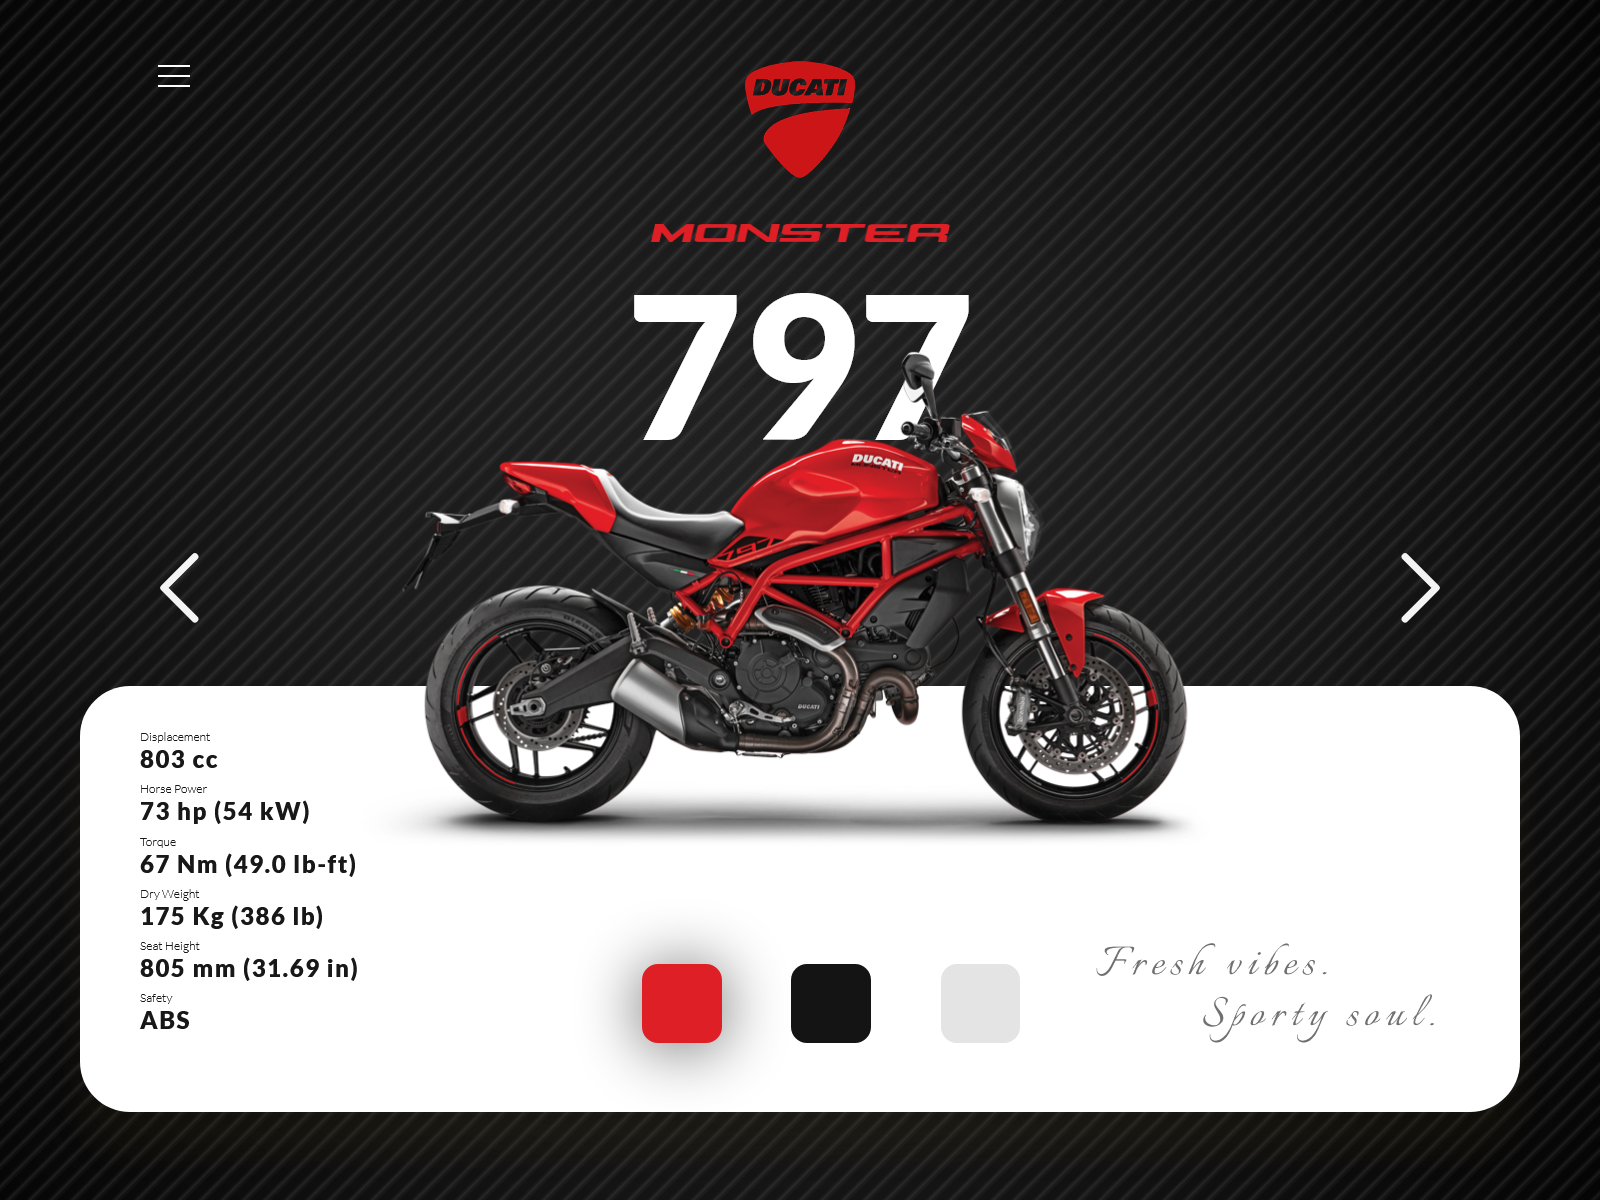 DUCATI
MONSTER
797
DUCATI
797
DUCATI
Displacement
803 cc
Horse Power
73 hp (54 kW)
Torque
67 Nm (49.0 lb-ft)
Dry Weight
175 Kg (386 lb)
Seat Height
805 mm (31.69 in)
Safety
ABS
Fresh vibes.
Sporty soul.